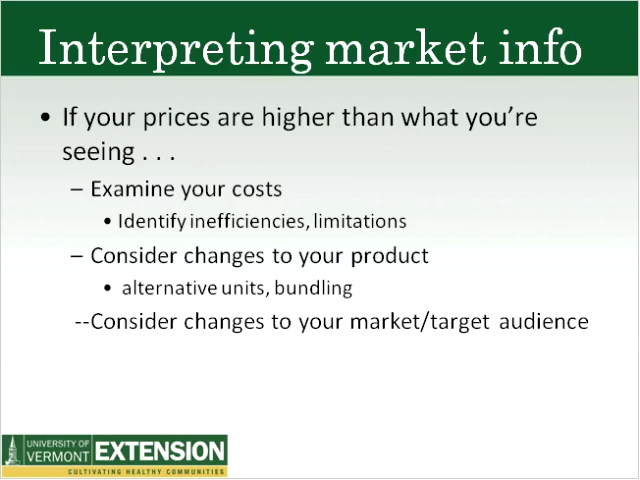 Interpreting market info
• If your prices are higher than what you're
seeing . . .
– Examine your costs
• Identify inefficiencies, limitations
– Consider changes to your product
• alternative units, bundling
--Consider changes to your market/target audience
UNIVERSITY OF
VERMONT EXTENSION
CULTIVATING HEALTHY COMMUNITIES